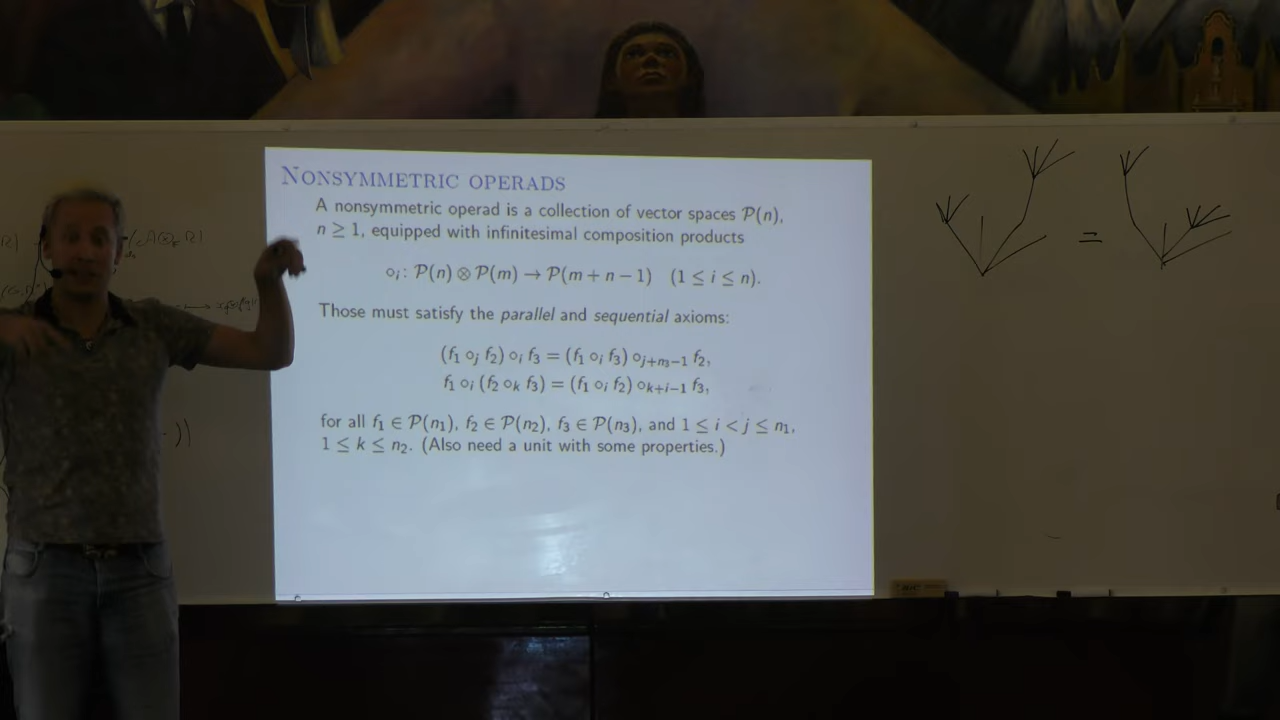 NONSYMMETRIC OPERADS
A nonsymmetric operad is a collection of vector spaces 𝒫(n),
n ≥ 1, equipped with infinitesimal composition products
∘ᵢ: 𝒫(n) ⊗ 𝒫(m) → 𝒫(m + n − 1) (1 ≤ i ≤ n).
Those must satisfy the parallel and sequential axioms:
(f₁ ∘ⱼ f₂) ∘ᵢ f₃ = (f₁ ∘ᵢ f₃) ∘_{j+n₃−1} f₂,
f₁ ∘ᵢ (f₂ ∘ₖ f₃) = (f₁ ∘ᵢ f₂) ∘_{k+i−1} f₃,
for all f₁ ∈ 𝒫(n₁), f₂ ∈ 𝒫(n₂), f₃ ∈ 𝒫(n₃), and 1 ≤ i < j ≤ n₁,
1 ≤ k ≤ n₂. (Also need a unit with some properties.)
=